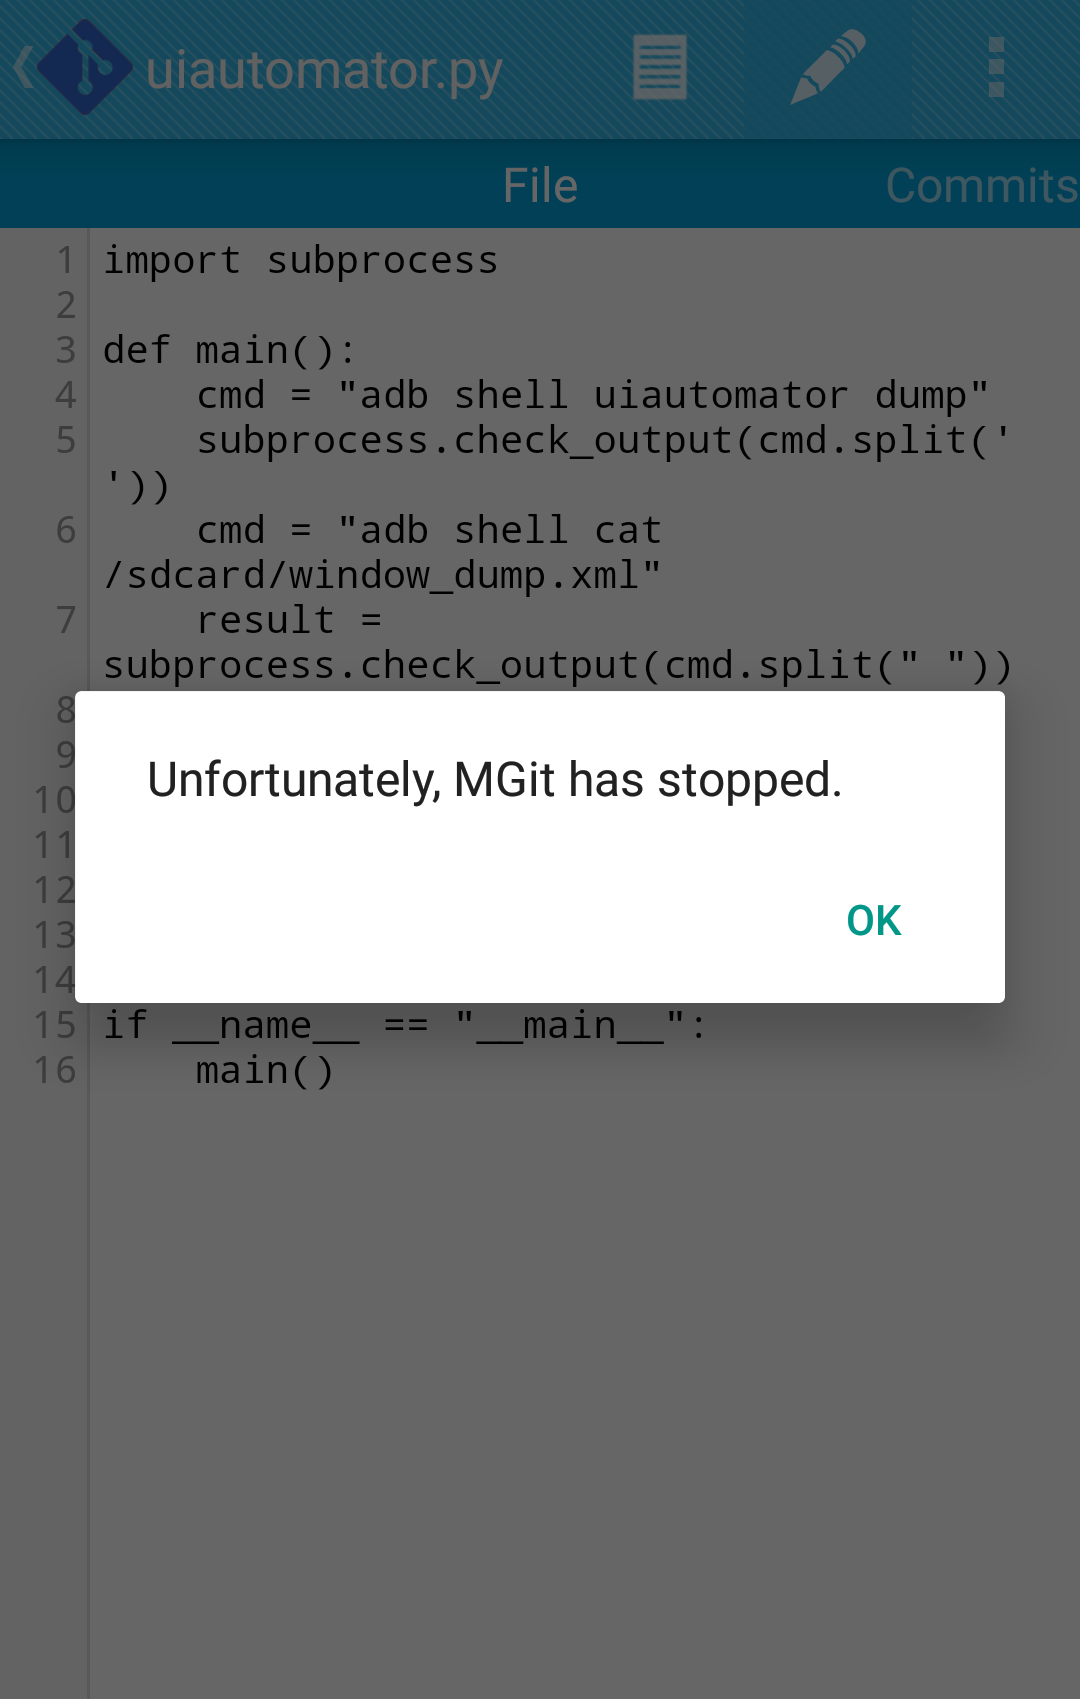 uiautomator.py
File Commits
1 import subprocess
2
3 def main():
4     cmd = "adb shell uiautomator dump"
5     subprocess.check_output(cmd.split('
'))
6     cmd = "adb shell cat
/sdcard/window_dump.xml"
7     result =
subprocess.check_output(cmd.split(" "))
8
9
10
11
12
13
14
Unfortunately, MGit has stopped.
OK
15 if __name__ == "__main__":
16     main()